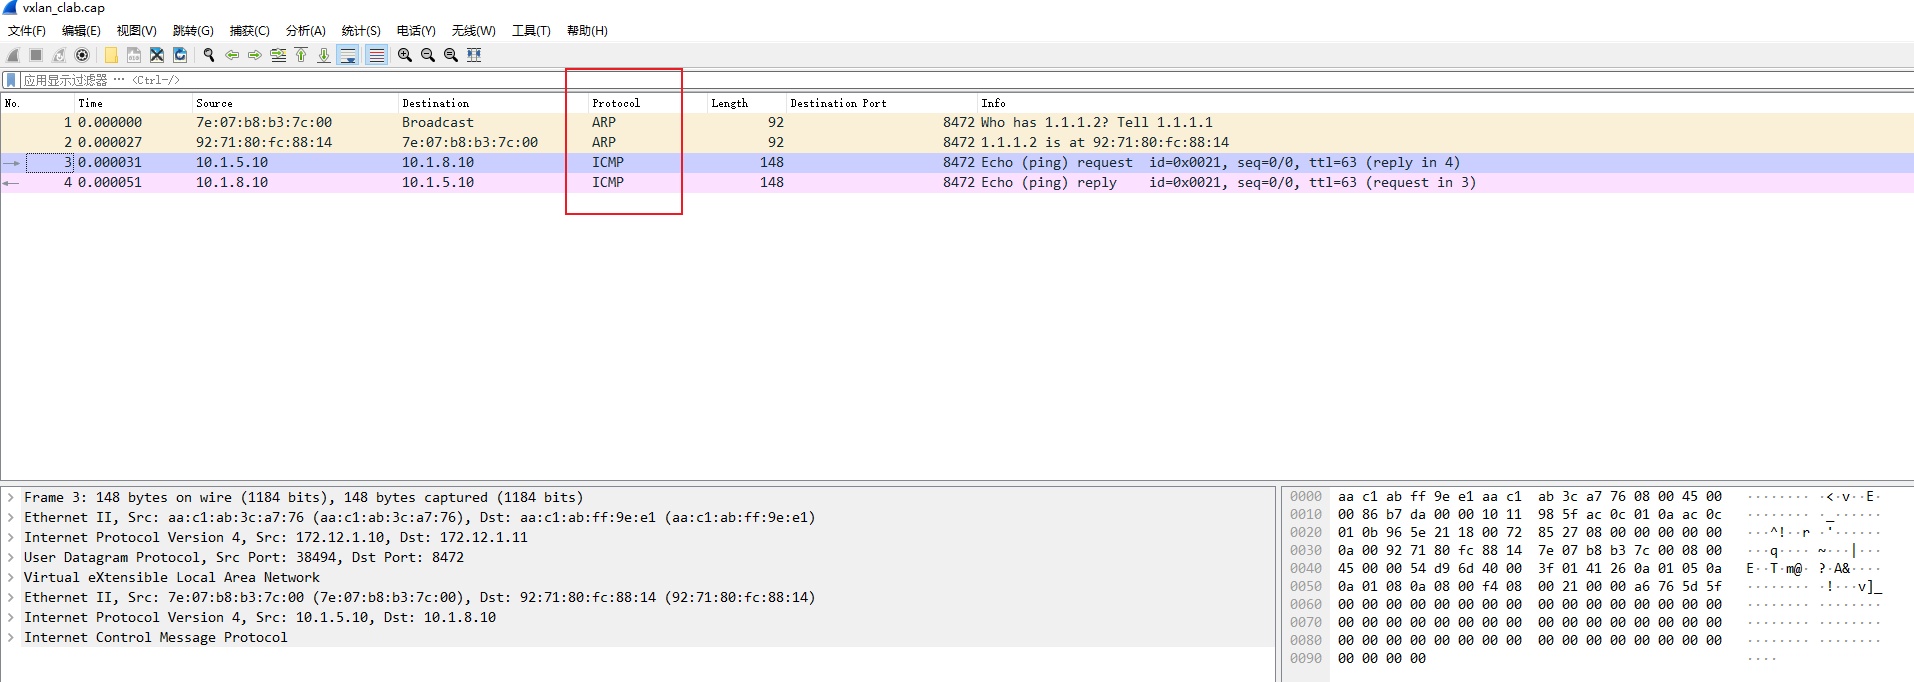 vxlan_clab.cap
文件(F) 编辑(E) 视图(V) 跳转(G) 捕获(C) 分析(A) 统计(S) 电话(Y) 无线(W) 工具(T) 帮助(H)
应用显示过滤器 … <Ctrl-/>
No. Time Source Destination Protocol Length Destination Port Info
1 0.000000 7e:07:b8:b3:7c:00 Broadcast ARP 92 8472 Who has 1.1.1.2? Tell 1.1.1.1
2 0.000027 92:71:80:fc:88:14 7e:07:b8:b3:7c:00 ARP 92 8472 1.1.1.2 is at 92:71:80:fc:88:14
3 0.000031 10.1.5.10 10.1.8.10 ICMP 148 8472 Echo (ping) request id=0x0021, seq=0/0, ttl=63 (reply in 4)
4 0.000051 10.1.8.10 10.1.5.10 ICMP 148 8472 Echo (ping) reply id=0x0021, seq=0/0, ttl=63 (request in 3)
Frame 3: 148 bytes on wire (1184 bits), 148 bytes captured (1184 bits)
Ethernet II, Src: aa:c1:ab:3c:a7:76 (aa:c1:ab:3c:a7:76), Dst: aa:c1:ab:ff:9e:e1 (aa:c1:ab:ff:9e:e1)
Internet Protocol Version 4, Src: 172.12.1.10, Dst: 172.12.1.11
User Datagram Protocol, Src Port: 38494, Dst Port: 8472
Virtual eXtensible Local Area Network
Ethernet II, Src: 7e:07:b8:b3:7c:00 (7e:07:b8:b3:7c:00), Dst: 92:71:80:fc:88:14 (92:71:80:fc:88:14)
Internet Protocol Version 4, Src: 10.1.5.10, Dst: 10.1.8.10
Internet Control Message Protocol
0000 aa c1 ab ff 9e e1 aa c1 ab 3c a7 76 08 00 45 00 ········ ·<·v··E·
0010 00 86 b7 da 00 00 10 11 98 5f ac 0c 01 0a ac 0c ········ ·_······
0020 01 0b 96 5e 21 18 00 72 85 27 08 00 00 00 00 00 ···^!··r ·'······
0030 0a 00 92 71 80 fc 88 14 7e 07 b8 b3 7c 00 08 00 ···q···· ~···|···
0040 45 00 00 54 d9 6d 40 00 3f 01 41 26 0a 01 05 0a E··T·m@· ?·A&····
0050 0a 01 08 0a 08 00 f4 08 00 21 00 00 a6 76 5d 5f ········ ·!···v]_
0060 00 00 00 00 00 00 00 00 00 00 00 00 00 00 00 00 ········ ········
0070 00 00 00 00 00 00 00 00 00 00 00 00 00 00 00 00 ········ ········
0080 00 00 00 00 00 00 00 00 00 00 00 00 00 00 00 00 ········ ········
0090 00 00 00 00 ····